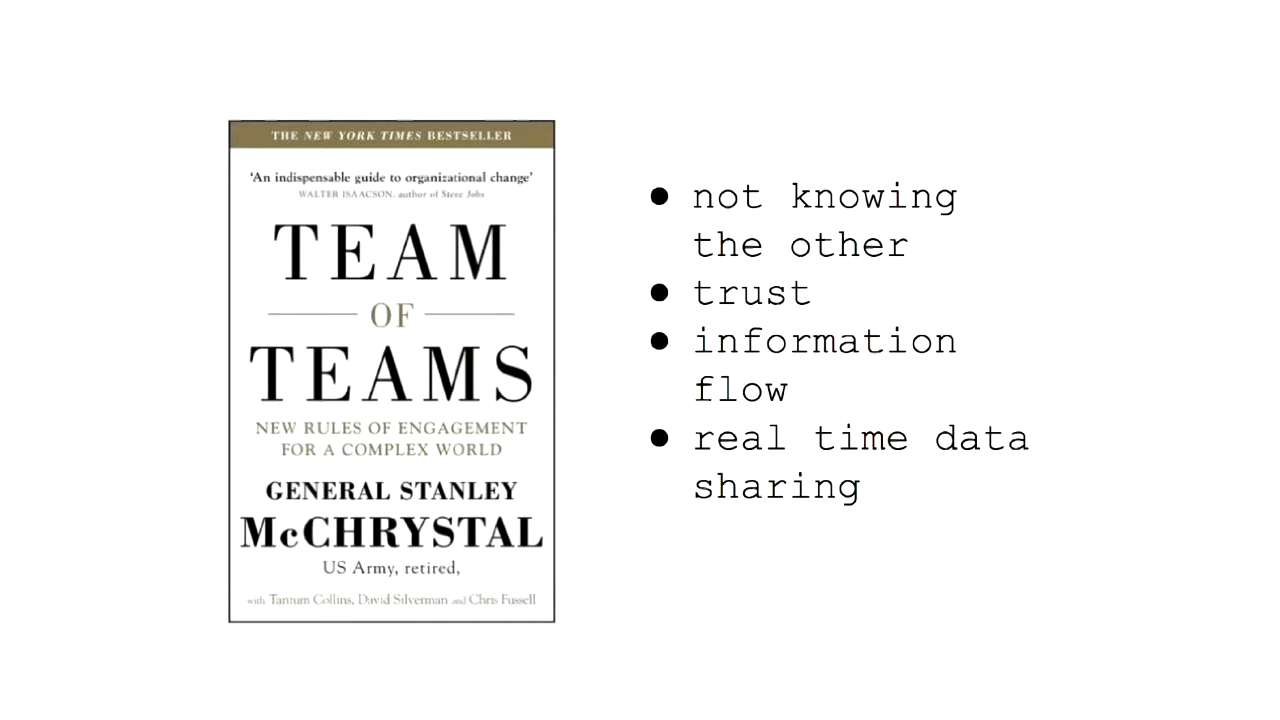 THE NEW YORK TIMES BESTSELLER
'An indispensable guide to organizational change'
WALTER ISAACSON, author of Steve Jobs
TEAM
OF
TEAMS
NEW RULES OF ENGAGEMENT
FOR A COMPLEX WORLD
GENERAL STANLEY
McCHRYSTAL
US Army, retired,
with Tantum Collins, David Silverman and Chris Fussell
● not knowing
the other
● trust
● information
flow
● real time data
sharing